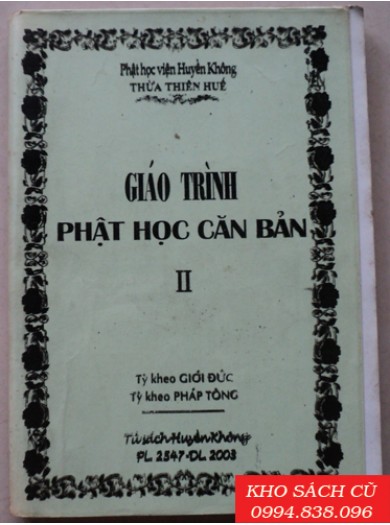 Phật học viện Huyền Không
THỪA THIÊN HUẾ
GIÁO TRÌNH
PHẬT HỌC CĂN BẢN
II
Tỳ kheo GIỚI ĐỨC
Tỳ kheo PHÁP TÔNG
Tủ sách Huyền Không
PL. 2547 - DL. 2003
KHO SÁCH CŨ
0994.838.096